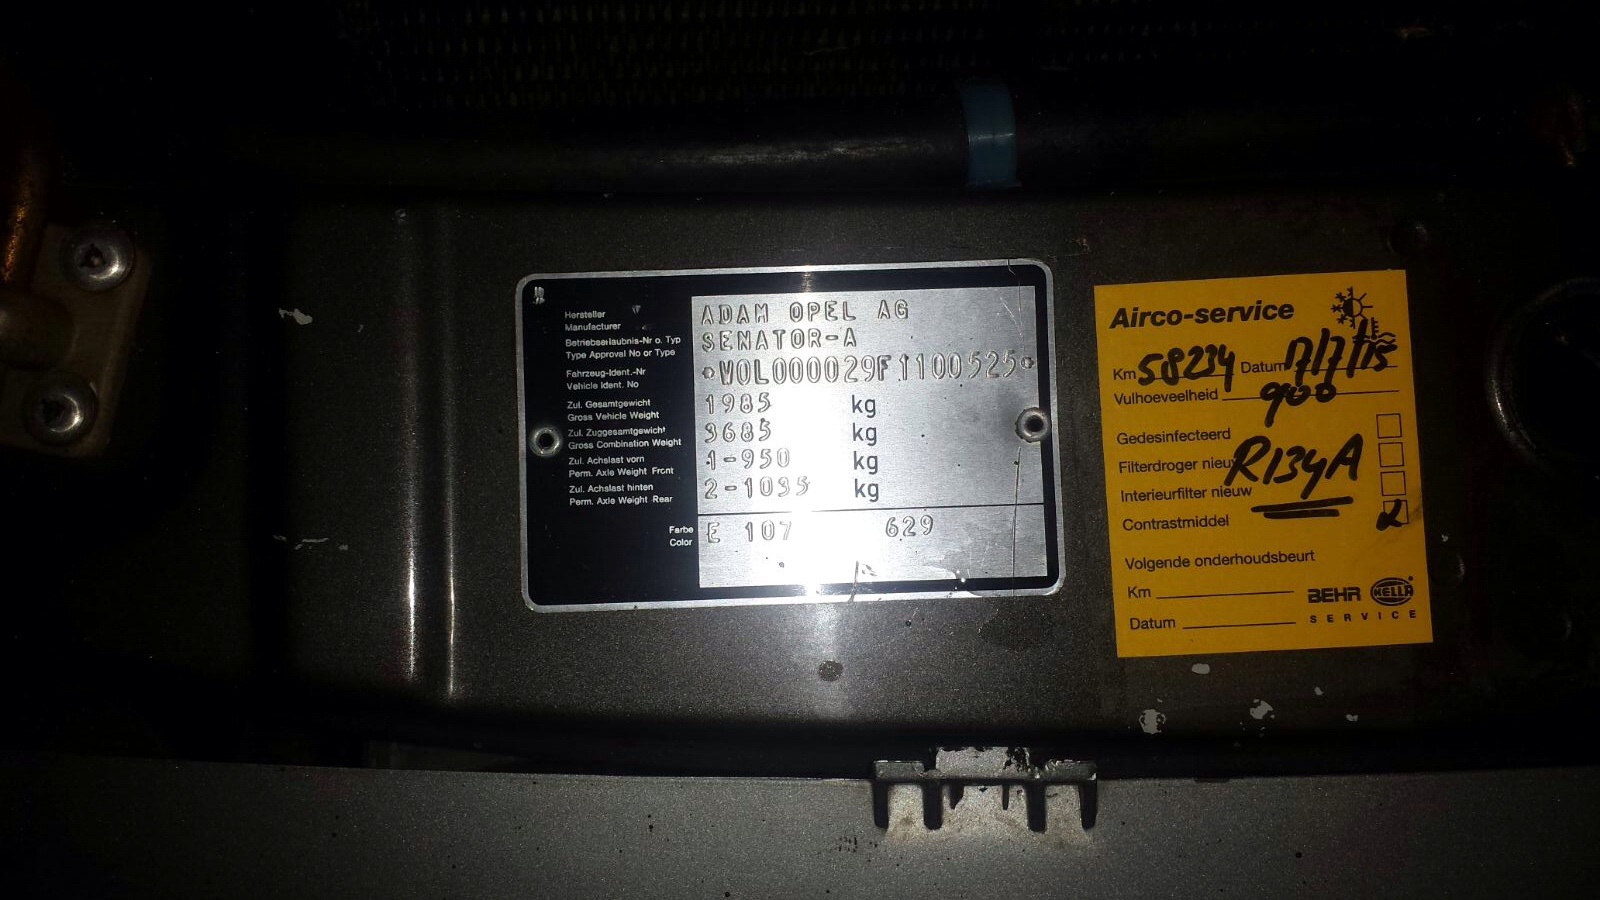 Hersteller
Manufacturer
ADAM OPEL AG
Betriebserlaubnis-Nr o. Typ
Type Approval No or Type
SENATOR-A
Fahrzeug-Ident.-Nr
Vehicle Ident. No
W0L000029F1100525
Zul. Gesamtgewicht
Gross Vehicle Weight
1985 kg
Zul. Zuggesamtgewicht
Gross Combination Weight
3685 kg
Zul. Achslast vorn
Perm. Axle Weight Front
1-950 kg
Zul. Achslast hinten
Perm. Axle Weight Rear
2-1035 kg
Farbe
Color
E 107 629
Airco-service
Km 58234 Datum 17/7/15
Vulhoeveelheid 900
Gedesinfecteerd
Filterdroger nieuw
R134A
Interieurfilter nieuw
Contrastmiddel
Volgende onderhoudsbeurt
Km
Datum
BEHR HELLA
SERVICE